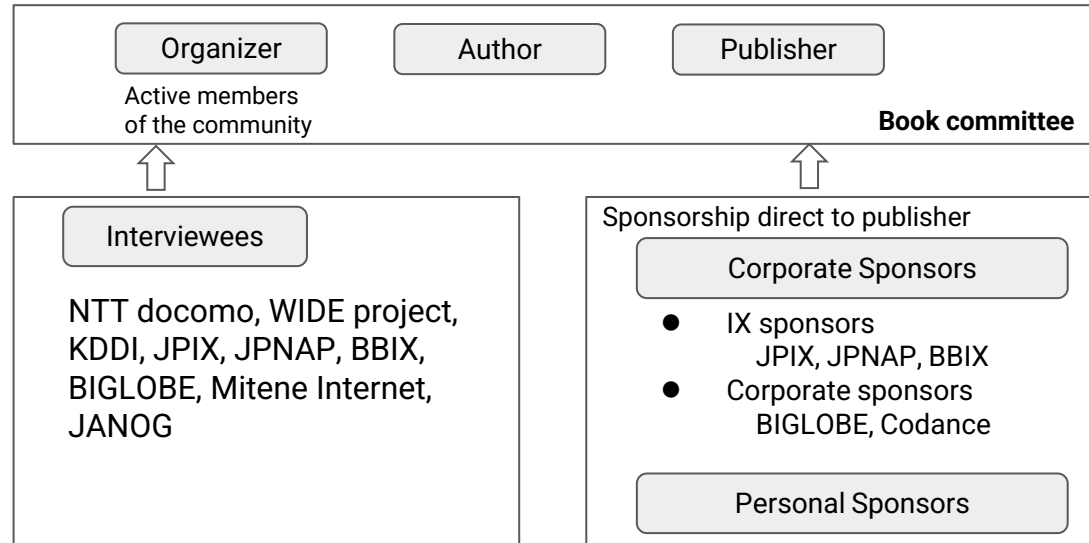 Organizer
Author
Publisher
Active members
of the community
Book committee
Interviewees
NTT docomo, WIDE project,
KDDI, JPIX, JPNAP, BBIX,
BIGLOBE, Mitene Internet,
JANOG
Sponsorship direct to publisher
Corporate Sponsors
● IX sponsors
JPIX, JPNAP, BBIX
● Corporate sponsors
BIGLOBE, Codance
Personal Sponsors